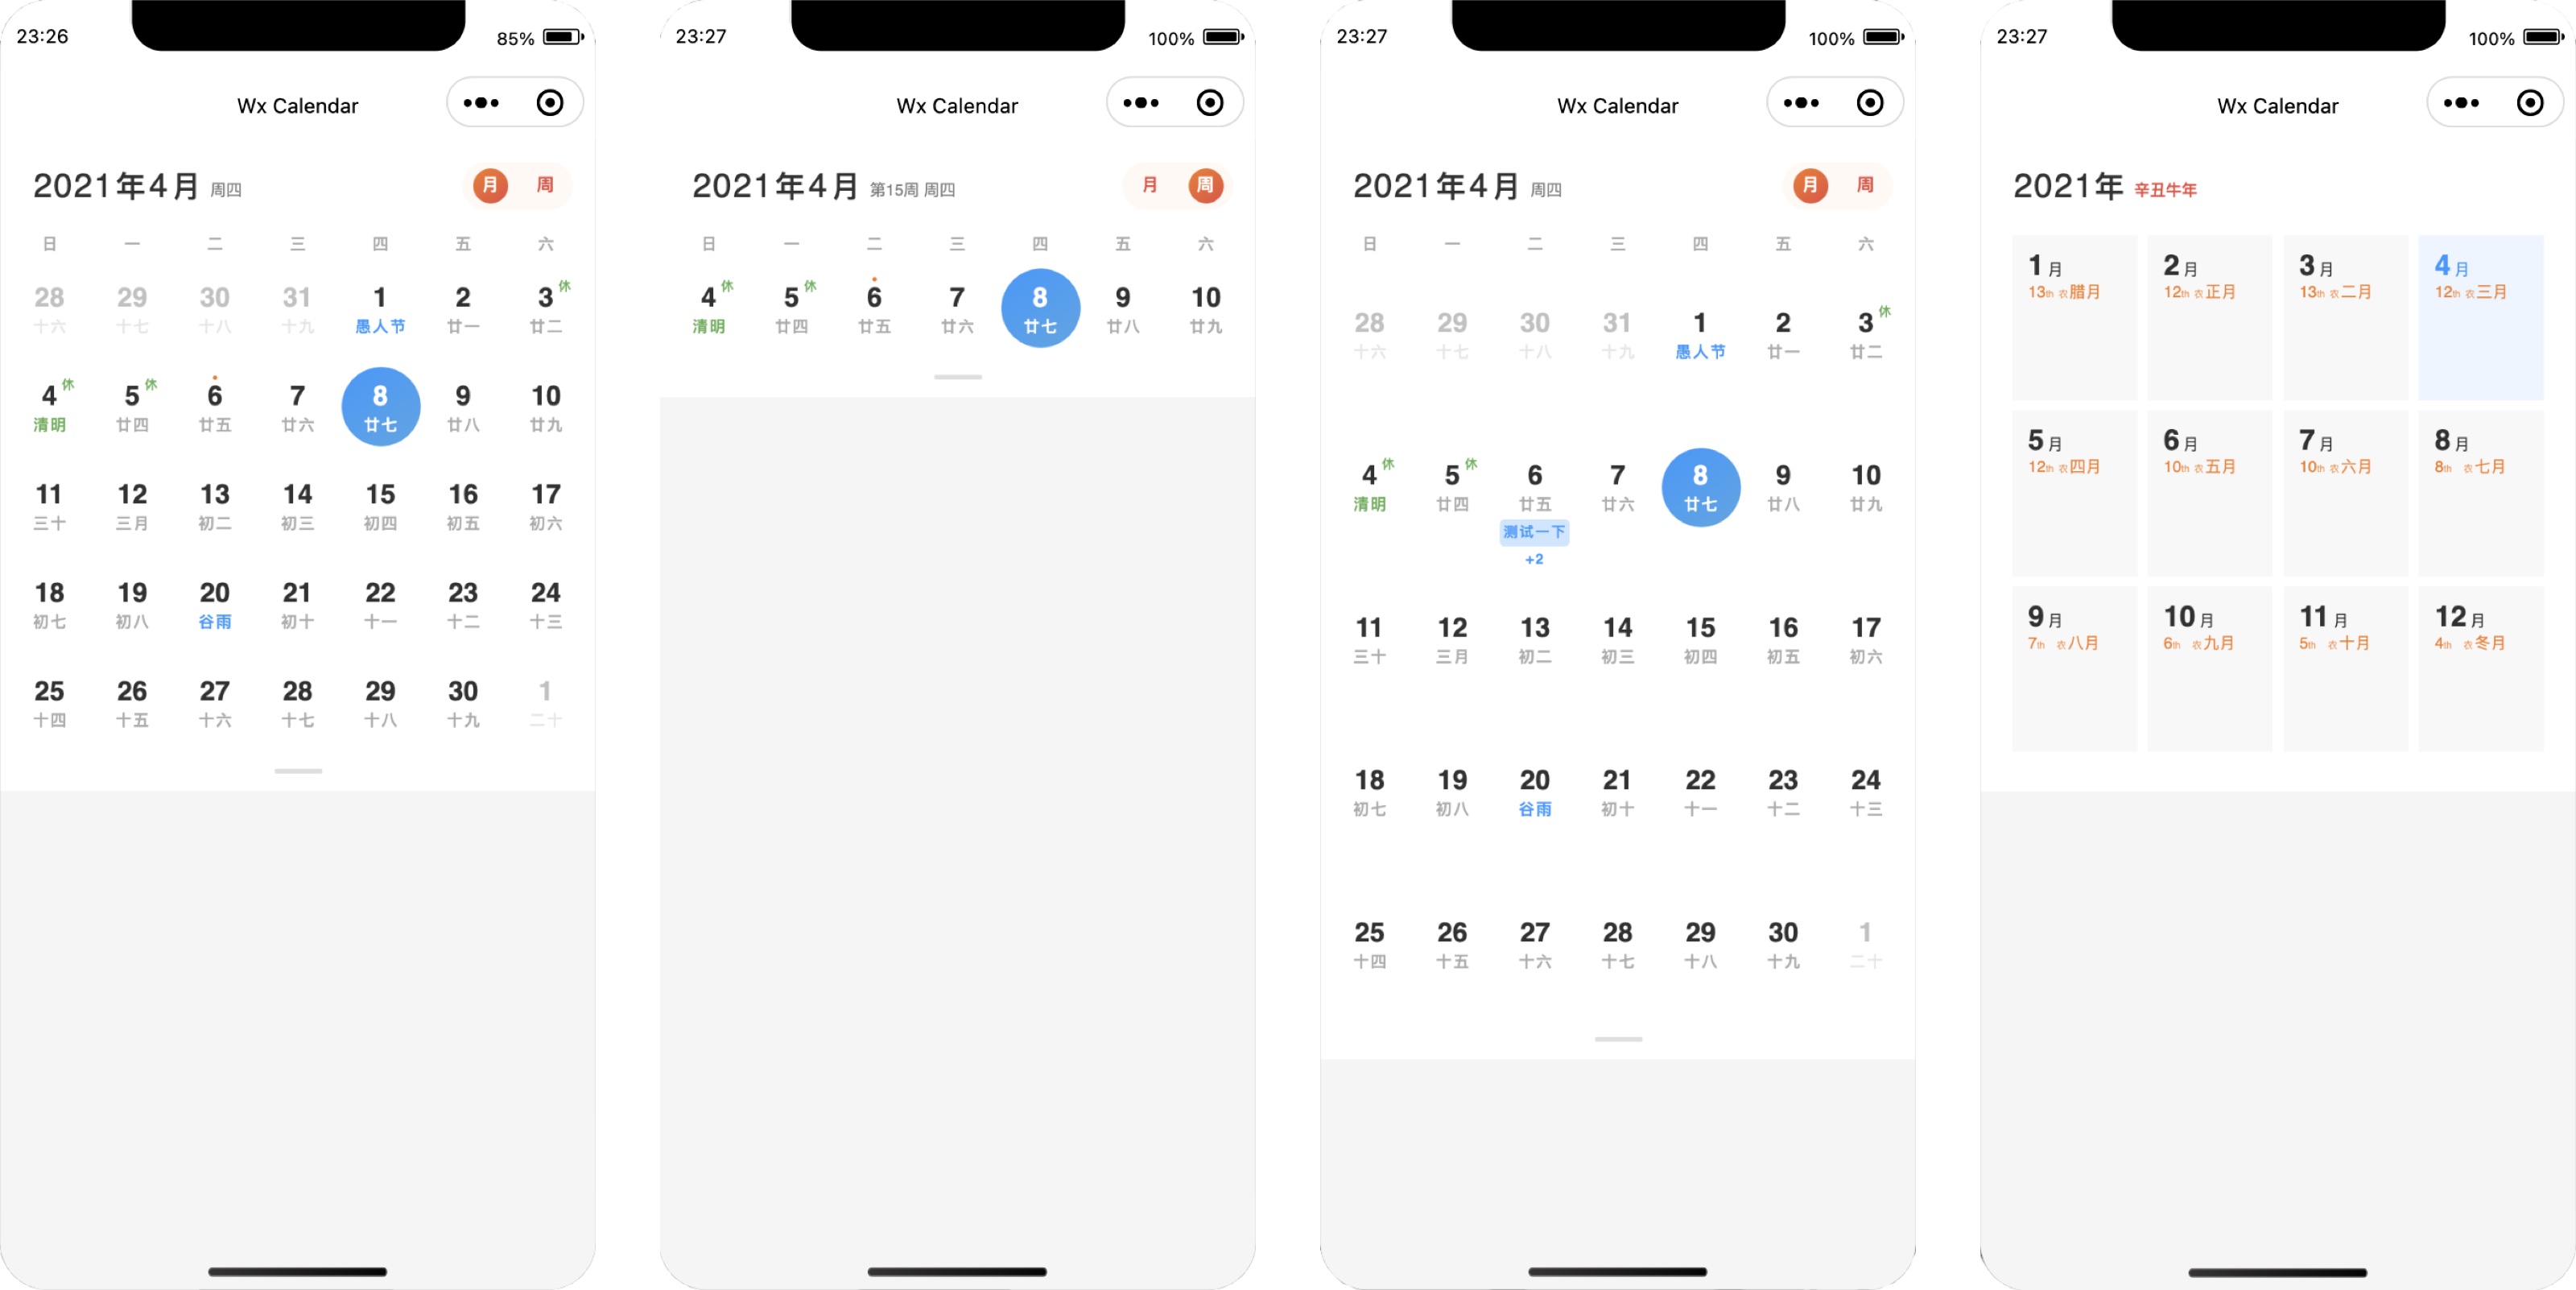 23:26 85%
Wx Calendar
2021年4月 周四 月 周
日 一 二 三 四 五 六
28 29 30 31 1 2 3 休
十六 十七 十八 十九 愚人节 廿一 廿二
4 休 5 休 6 7 8 9 10
清明 廿四 廿五 廿六 廿七 廿八 廿九
11 12 13 14 15 16 17
三十 三月 初二 初三 初四 初五 初六
18 19 20 21 22 23 24
初七 初八 谷雨 初十 十一 十二 十三
25 26 27 28 29 30 1
十四 十五 十六 十七 十八 十九 二十
23:27 100%
Wx Calendar
2021年4月 第15周 周四 月 周
日 一 二 三 四 五 六
4 休 5 休 6 7 8 9 10
清明 廿四 廿五 廿六 廿七 廿八 廿九
23:27 100%
Wx Calendar
2021年4月 周四 月 周
日 一 二 三 四 五 六
28 29 30 31 1 2 3 休
十六 十七 十八 十九 愚人节 廿一 廿二
4 休 5 休 6 7 8 9 10
清明 廿四 廿五 廿六 廿七 廿八 廿九
测试一下
+2
11 12 13 14 15 16 17
三十 三月 初二 初三 初四 初五 初六
18 19 20 21 22 23 24
初七 初八 谷雨 初十 十一 十二 十三
25 26 27 28 29 30 1
十四 十五 十六 十七 十八 十九 二十
23:27 100%
Wx Calendar
2021年 辛丑牛年
1月 2月 3月 4月
13th 农腊月 12th 农正月 13th 农二月 12th 农三月
5月 6月 7月 8月
12th 农四月 10th 农五月 10th 农六月 8th 农七月
9月 10月 11月 12月
7th 农八月 6th 农九月 5th 农十月 4th 农冬月